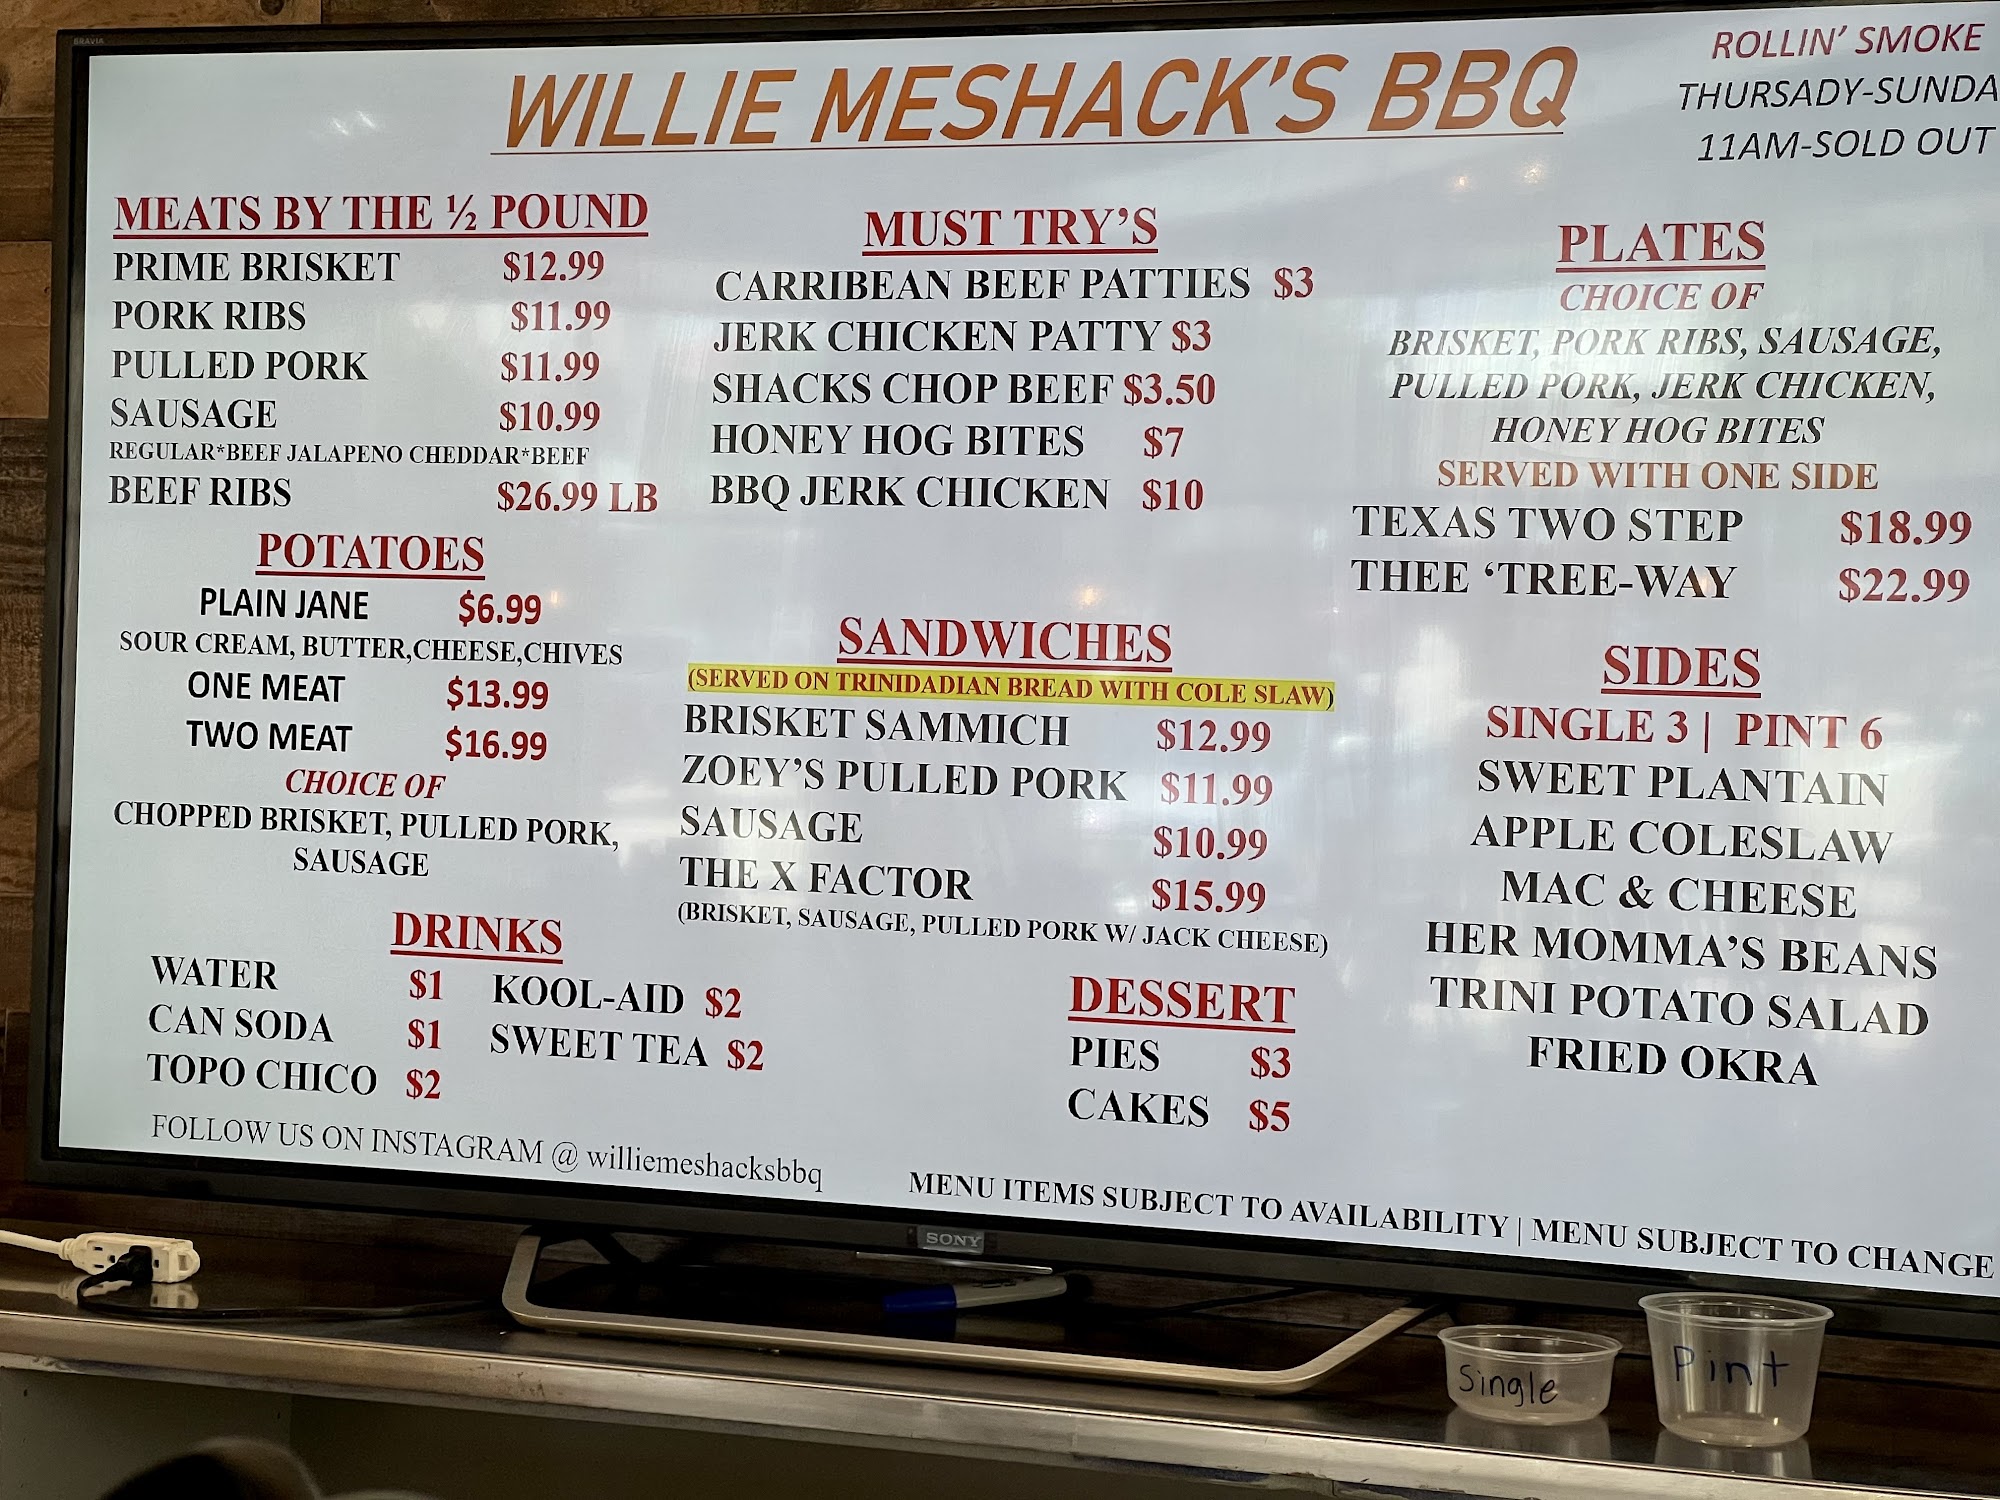 BRAVIA
WILLIE MESHACK'S BBQ
ROLLIN' SMOKE
THURSADY-SUNDA
11AM-SOLD OUT
MEATS BY THE ½ POUND
PRIME BRISKET $12.99
PORK RIBS $11.99
PULLED PORK $11.99
SAUSAGE $10.99
REGULAR*BEEF JALAPENO CHEDDAR*BEEF
BEEF RIBS $26.99 LB
POTATOES
PLAIN JANE $6.99
SOUR CREAM, BUTTER,CHEESE,CHIVES
ONE MEAT $13.99
TWO MEAT $16.99
CHOICE OF
CHOPPED BRISKET, PULLED PORK,
SAUSAGE
DRINKS
WATER $1 KOOL-AID $2
CAN SODA $1 SWEET TEA $2
TOPO CHICO $2
FOLLOW US ON INSTAGRAM @ williemeshacksbbq
MUST TRY'S
CARRIBEAN BEEF PATTIES $3
JERK CHICKEN PATTY $3
SHACKS CHOP BEEF $3.50
HONEY HOG BITES $7
BBQ JERK CHICKEN $10
SANDWICHES
(SERVED ON TRINIDADIAN BREAD WITH COLE SLAW)
BRISKET SAMMICH $12.99
ZOEY'S PULLED PORK $11.99
SAUSAGE $10.99
THE X FACTOR $15.99
(BRISKET, SAUSAGE, PULLED PORK W/ JACK CHEESE)
DESSERT
PIES $3
CAKES $5
PLATES
CHOICE OF
BRISKET, PORK RIBS, SAUSAGE,
PULLED PORK, JERK CHICKEN,
HONEY HOG BITES
SERVED WITH ONE SIDE
TEXAS TWO STEP $18.99
THEE 'TREE-WAY $22.99
SIDES
SINGLE 3 | PINT 6
SWEET PLANTAIN
APPLE COLESLAW
MAC & CHEESE
HER MOMMA'S BEANS
TRINI POTATO SALAD
FRIED OKRA
MENU ITEMS SUBJECT TO AVAILABILITY | MENU SUBJECT TO CHANGE
SONY
Single
Pint